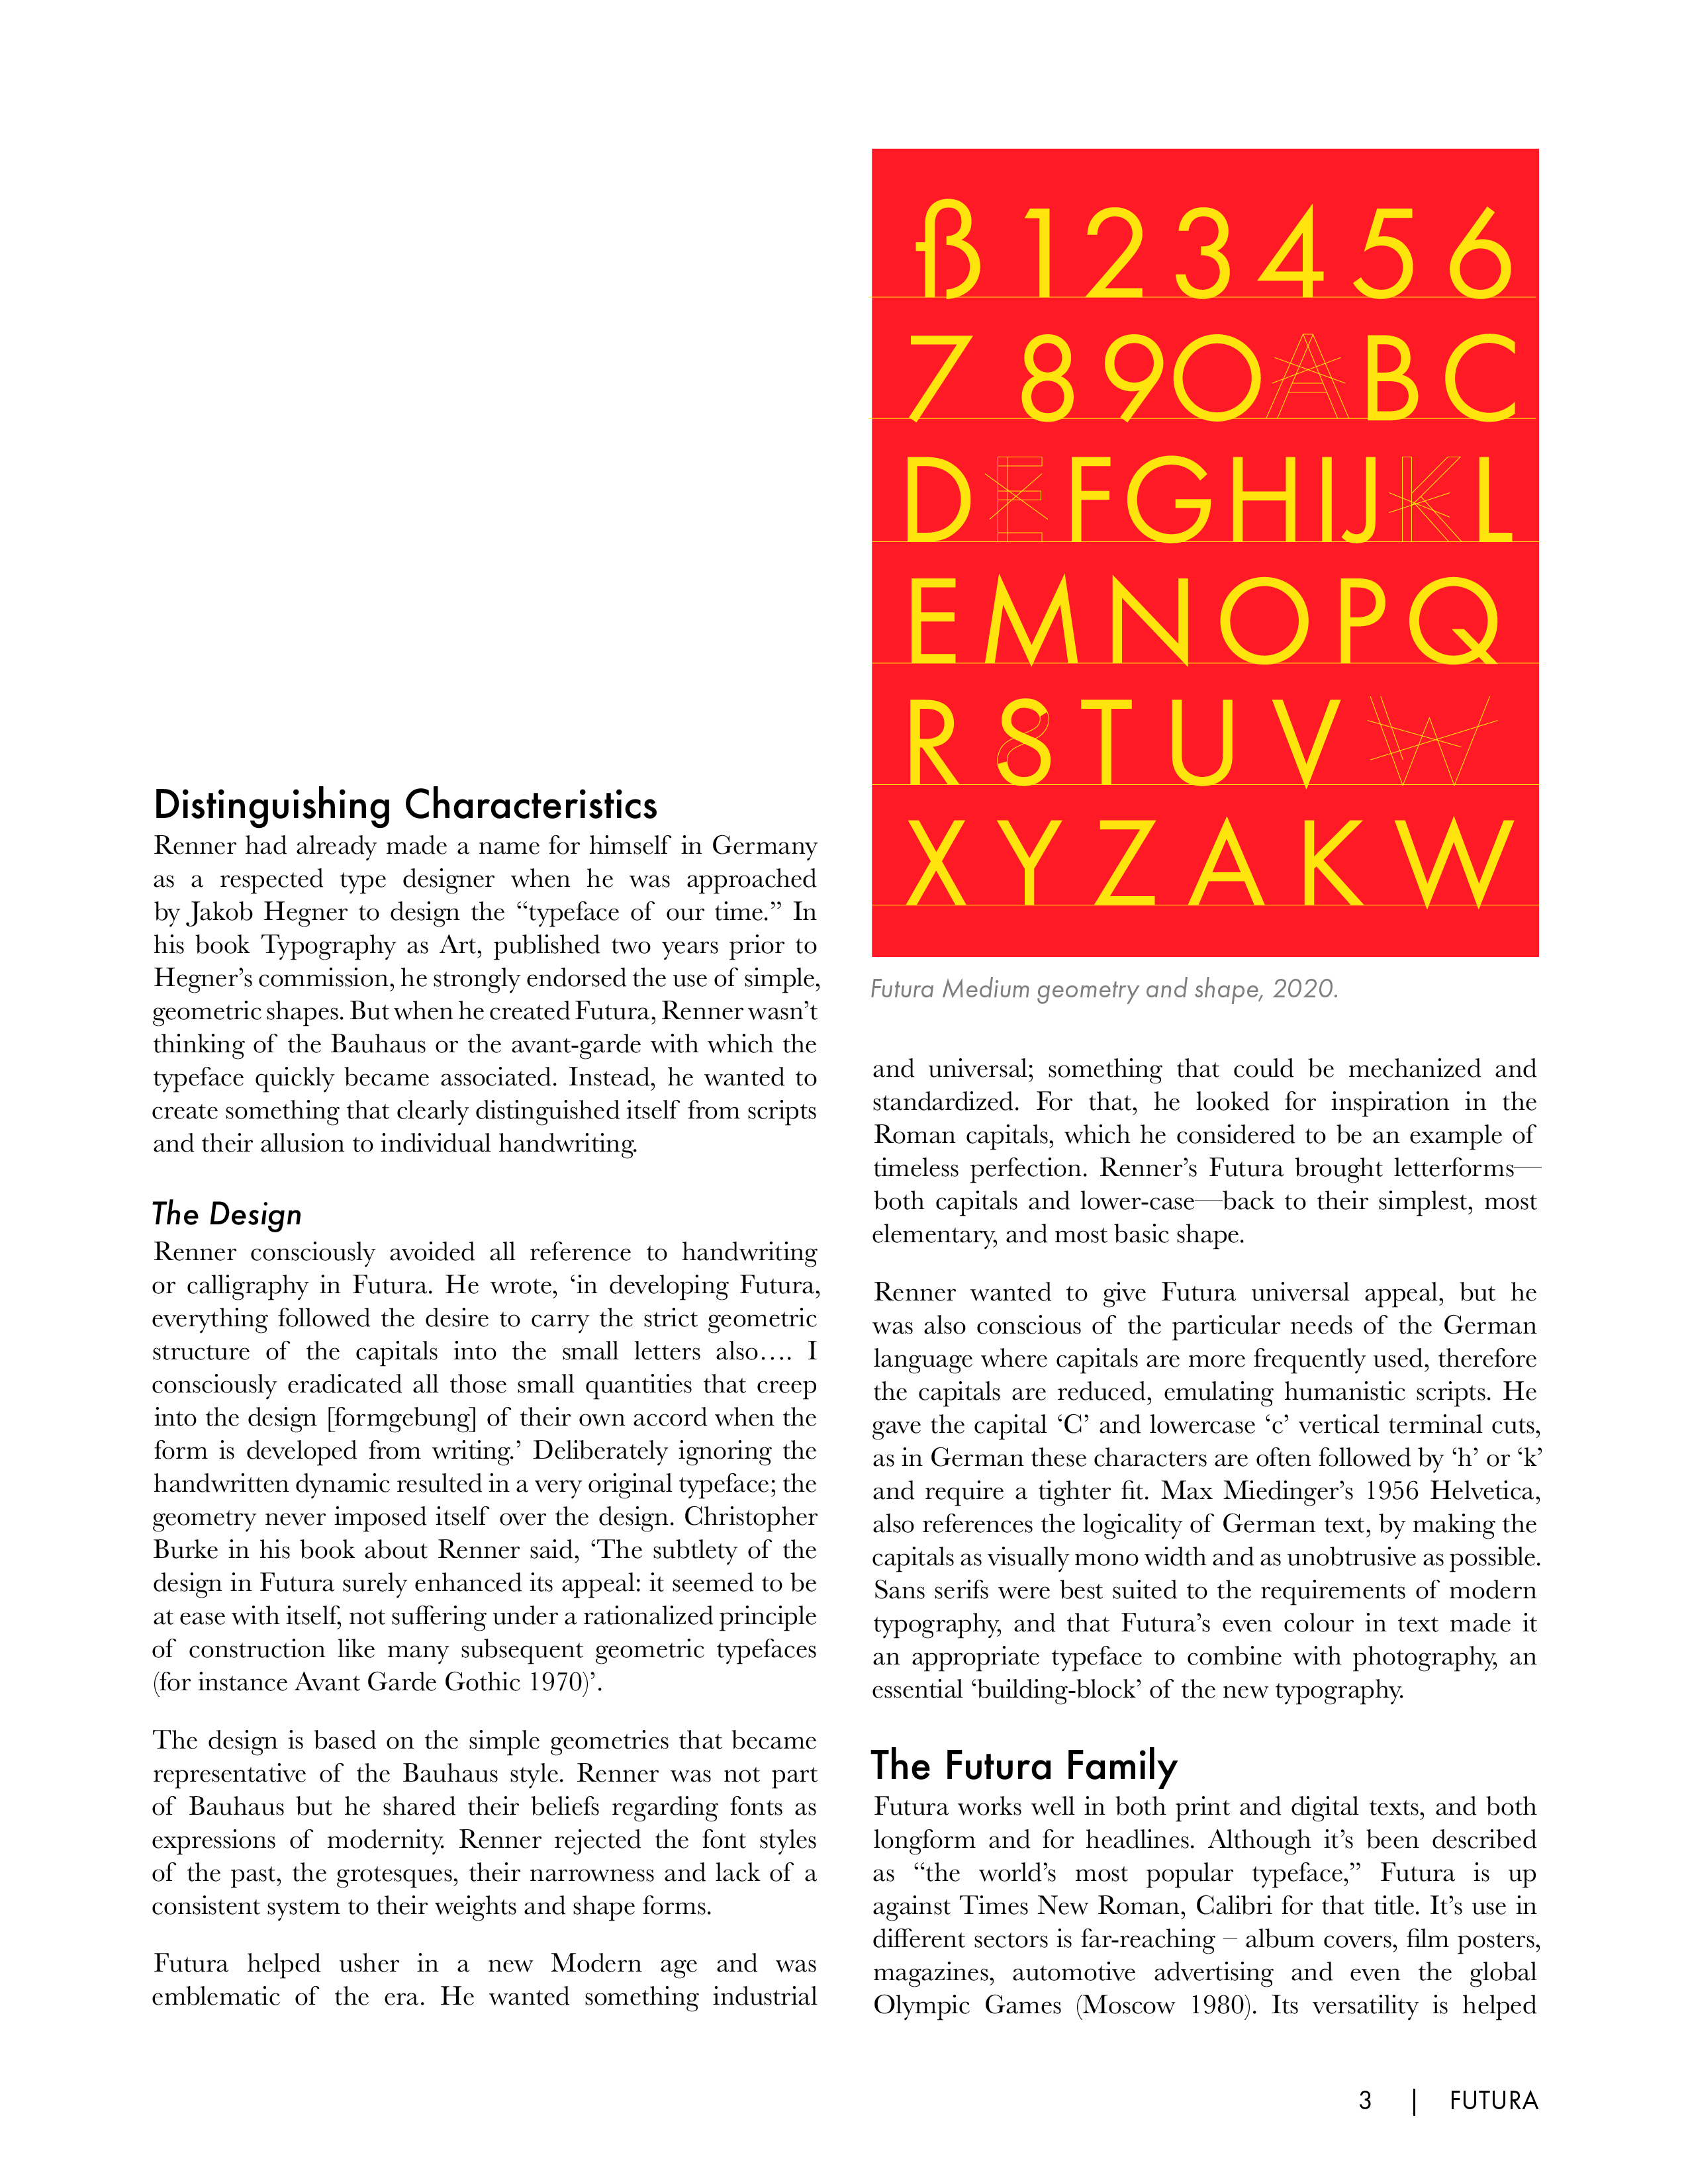 Distinguishing Characteristics
Renner had already made a name for himself in Germany
as a respected type designer when he was approached
by Jakob Hegner to design the “typeface of our time.” In
his book Typography as Art, published two years prior to
Hegner’s commission, he strongly endorsed the use of simple,
geometric shapes. But when he created Futura, Renner wasn’t
thinking of the Bauhaus or the avant-garde with which the
typeface quickly became associated. Instead, he wanted to
create something that clearly distinguished itself from scripts
and their allusion to individual handwriting.
The Design
Renner consciously avoided all reference to handwriting
or calligraphy in Futura. He wrote, ‘in developing Futura,
everything followed the desire to carry the strict geometric
structure of the capitals into the small letters also…. I
consciously eradicated all those small quantities that creep
into the design [formgebung] of their own accord when the
form is developed from writing.’ Deliberately ignoring the
handwritten dynamic resulted in a very original typeface; the
geometry never imposed itself over the design. Christopher
Burke in his book about Renner said, ‘The subtlety of the
design in Futura surely enhanced its appeal: it seemed to be
at ease with itself, not suffering under a rationalized principle
of construction like many subsequent geometric typefaces
(for instance Avant Garde Gothic 1970)’.
The design is based on the simple geometries that became
representative of the Bauhaus style. Renner was not part
of Bauhaus but he shared their beliefs regarding fonts as
expressions of modernity. Renner rejected the font styles
of the past, the grotesques, their narrowness and lack of a
consistent system to their weights and shape forms.
Futura helped usher in a new Modern age and was
emblematic of the era. He wanted something industrial
ß 1 2 3 4 5 6
7 8 9 O A B C
D E F G H I J K L
E M N O P Q
R S T U V W
X Y Z A K W
Futura Medium geometry and shape, 2020.
and universal; something that could be mechanized and
standardized. For that, he looked for inspiration in the
Roman capitals, which he considered to be an example of
timeless perfection. Renner’s Futura brought letterforms—
both capitals and lower-case—back to their simplest, most
elementary, and most basic shape.
Renner wanted to give Futura universal appeal, but he
was also conscious of the particular needs of the German
language where capitals are more frequently used, therefore
the capitals are reduced, emulating humanistic scripts. He
gave the capital ‘C’ and lowercase ‘c’ vertical terminal cuts,
as in German these characters are often followed by ‘h’ or ‘k’
and require a tighter fit. Max Miedinger’s 1956 Helvetica,
also references the logicality of German text, by making the
capitals as visually mono width and as unobtrusive as possible.
Sans serifs were best suited to the requirements of modern
typography, and that Futura’s even colour in text made it
an appropriate typeface to combine with photography, an
essential ‘building-block’ of the new typography.
The Futura Family
Futura works well in both print and digital texts, and both
longform and for headlines. Although it’s been described
as “the world’s most popular typeface,” Futura is up
against Times New Roman, Calibri for that title. It’s use in
different sectors is far-reaching – album covers, film posters,
magazines, automotive advertising and even the global
Olympic Games (Moscow 1980). Its versatility is helped
3 | FUTURA